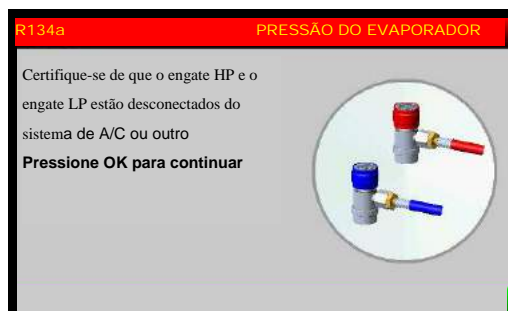 R134a PRESSÃO DO EVAPORADOR
Certifique-se de que o engate HP e o
engate LP estão desconectados do
sistema de A/C ou outro
Pressione OK para continuar